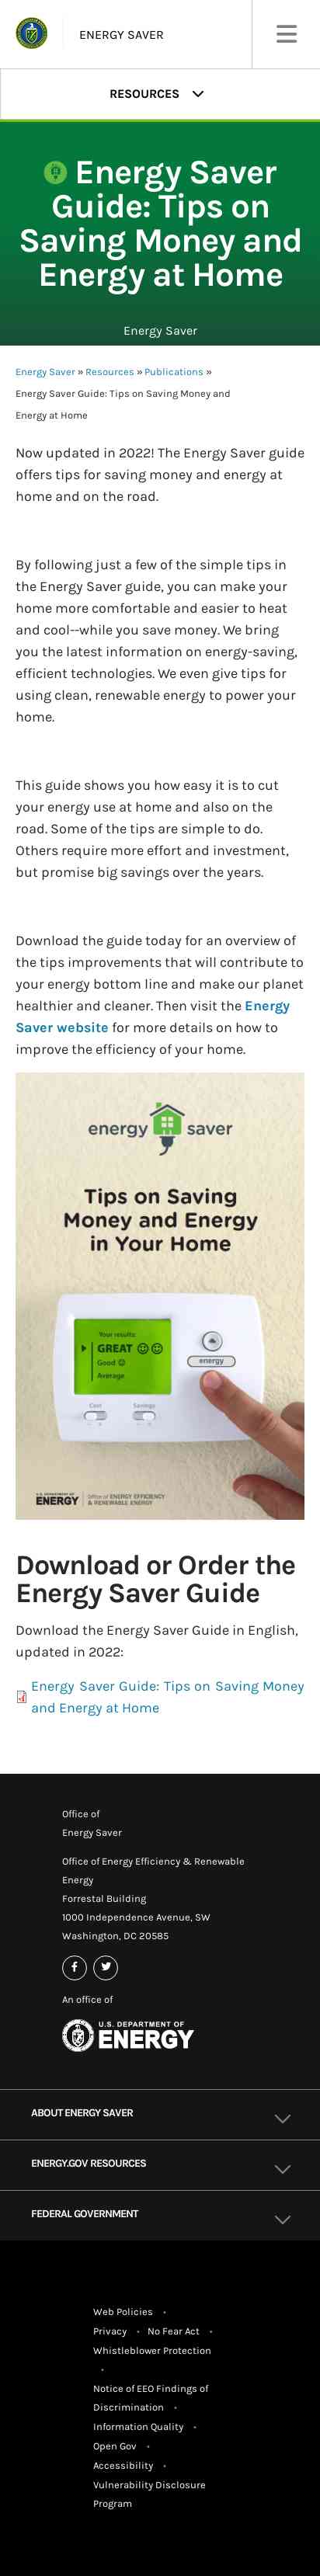 ENERGY SAVER
RESOURCES
Energy Saver
Guide: Tips on
Saving Money and
Energy at Home
Energy Saver
Energy Saver » Resources » Publications »
Energy Saver Guide: Tips on Saving Money and
Energy at Home
Now updated in 2022! The Energy Saver guide
offers tips for saving money and energy at
home and on the road.
By following just a few of the simple tips in
the Energy Saver guide, you can make your
home more comfortable and easier to heat
and cool--while you save money. We bring
you the latest information on energy-saving,
efficient technologies. We even give tips for
using clean, renewable energy to power your
home.
This guide shows you how easy it is to cut
your energy use at home and also on the
road. Some of the tips are simple to do.
Others require more effort and investment,
but promise big savings over the years.
Download the guide today for an overview of
the tips improvements that will contribute to
your energy bottom line and make our planet
healthier and cleaner. Then visit the Energy
Saver website for more details on how to
improve the efficiency of your home.
energy saver
Tips on Saving
Money and Energy
in Your Home
Your results:
GREAT
Good
Average
energy
Cost Savings
U.S. DEPARTMENT OF
ENERGY
Office of ENERGY EFFICIENCY
& RENEWABLE ENERGY
Download or Order the
Energy Saver Guide
Download the Energy Saver Guide in English,
updated in 2022:
Energy Saver Guide: Tips on Saving Money
and Energy at Home
Office of
Energy Saver
Office of Energy Efficiency & Renewable
Energy
Forrestal Building
1000 Independence Avenue, SW
Washington, DC 20585
An office of
U.S. DEPARTMENT OF
ENERGY
ABOUT ENERGY SAVER
ENERGY.GOV RESOURCES
FEDERAL GOVERNMENT
Web Policies •
Privacy • No Fear Act •
Whistleblower Protection
•
Notice of EEO Findings of
Discrimination •
Information Quality •
Open Gov •
Accessibility •
Vulnerability Disclosure
Program